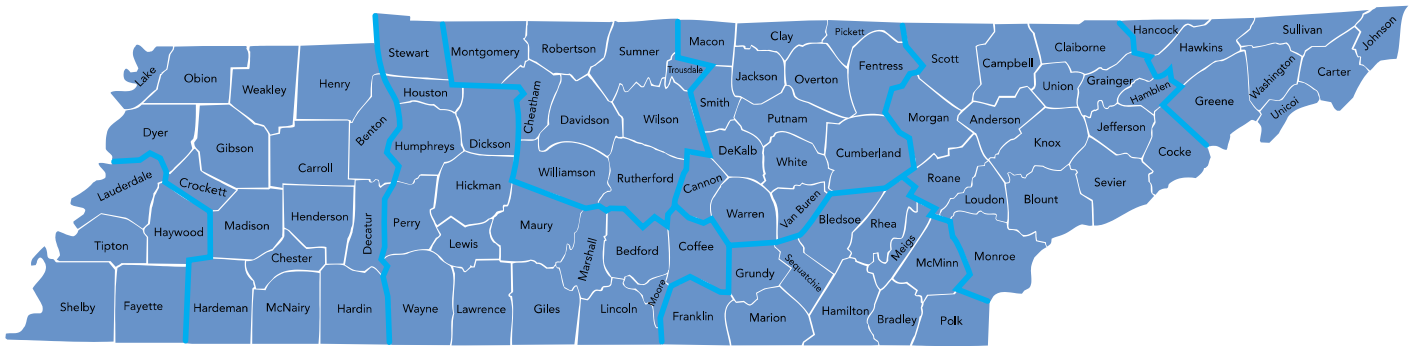 Lake
Obion
Weakley
Henry
Stewart
Montgomery
Robertson
Sumner
Macon
Trousdale
Clay
Pickett
Fentress
Scott
Campbell
Claiborne
Hancock
Hawkins
Sullivan
Johnson
Carter
Washington
Unicoi
Greene
Hamblen
Grainger
Union
Anderson
Morgan
Overton
Jackson
Smith
Putnam
Wilson
Davidson
Cheatham
Houston
Dickson
Humphreys
Benton
Carroll
Gibson
Dyer
Lauderdale
Crockett
Haywood
Madison
Henderson
Decatur
Perry
Hickman
Williamson
Rutherford
Cannon
DeKalb
White
Cumberland
Roane
Knox
Jefferson
Cocke
Sevier
Blount
Loudon
Monroe
McMinn
Meigs
Rhea
Bledsoe
Van Buren
Warren
Coffee
Bedford
Marshall
Maury
Lewis
Chester
Tipton
Shelby
Fayette
Hardeman
McNairy
Hardin
Wayne
Lawrence
Giles
Lincoln
Moore
Franklin
Grundy
Sequatchie
Marion
Hamilton
Bradley
Polk